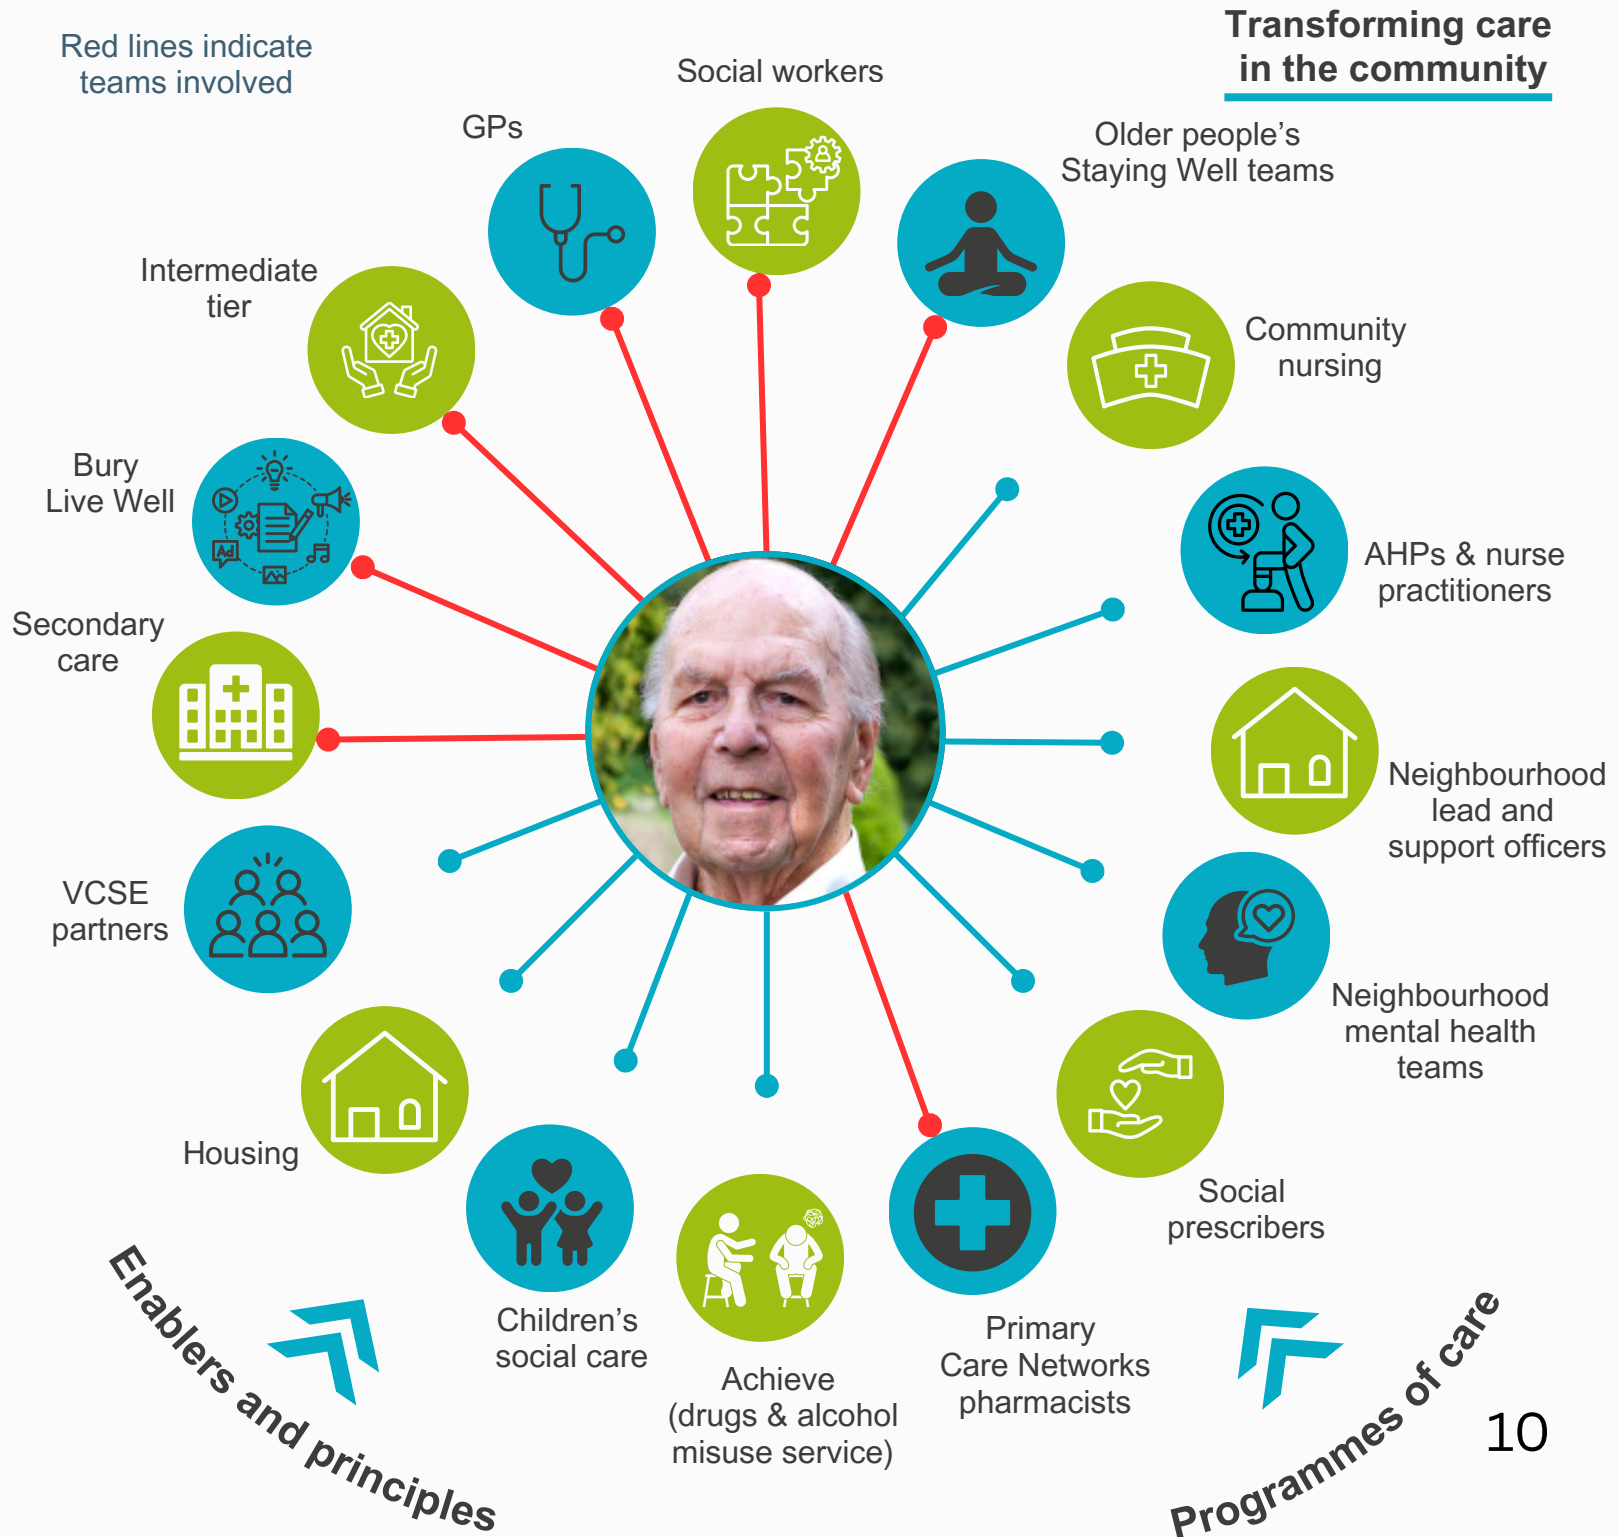 Red lines indicate
teams involved
Transforming care
in the community
Social workers
GPs
Older people's
Staying Well teams
Intermediate
tier
Community
nursing
Bury
Live Well
Ad
AHPs & nurse
practitioners
Secondary
care
Neighbourhood
lead and
support officers
VCSE
partners
Neighbourhood
mental health
teams
Housing
Social
prescribers
Children's
social care
Achieve
(drugs & alcohol
misuse service)
Primary
Care Networks
pharmacists
Enablers and principles
Programmes of care
10